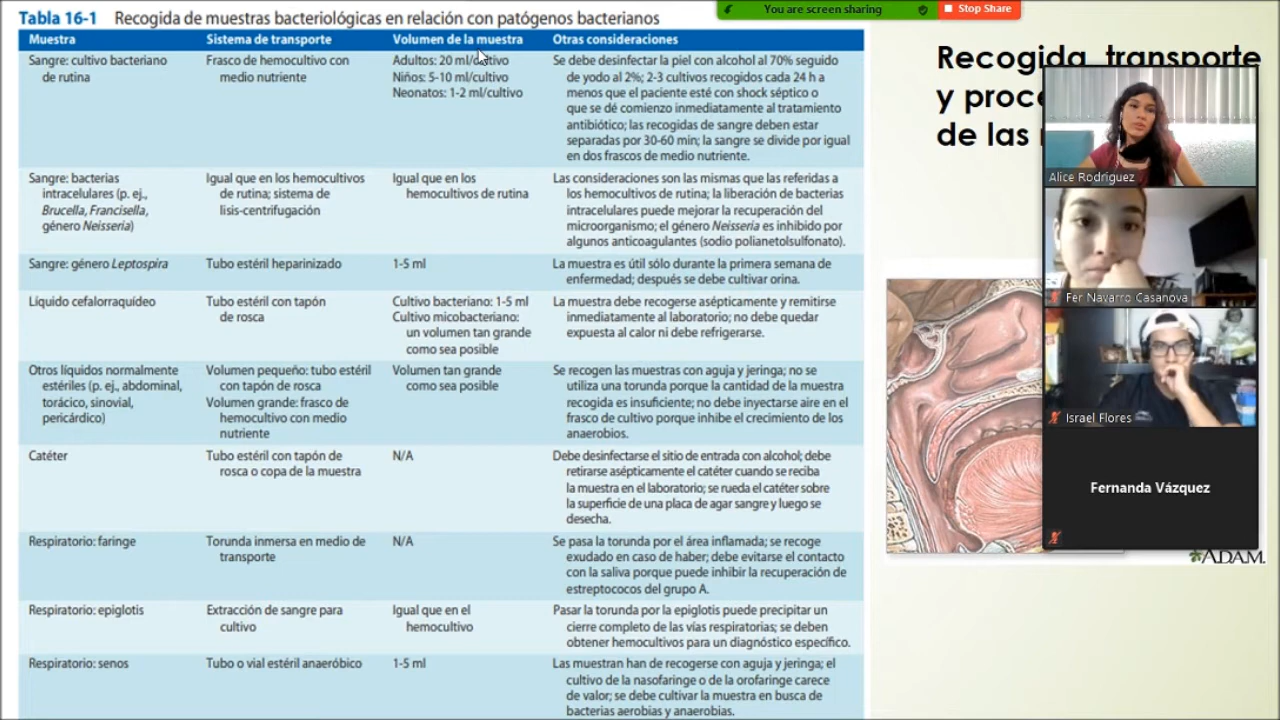 Tabla 16-1 Recogida de muestras bacteriológicas en relación con patógenos bacterianos
You are screen sharing
Stop Share
Muestra Sistema de transporte Volumen de la muestra Otras consideraciones
Sangre: cultivo bacteriano
de rutina
Frasco de hemocultivo con
medio nutriente
Adultos: 20 ml/cultivo
Niños: 5-10 ml/cultivo
Neonatos: 1-2 ml/cultivo
Se debe desinfectar la piel con alcohol al 70% seguido
de yodo al 2%; 2-3 cultivos recogidos cada 24 h a
menos que el paciente esté con shock séptico o
que se dé comienzo inmediatamente al tratamiento
antibiótico; las recogidas de sangre deben estar
separadas por 30-60 min; la sangre se divide por igual
en dos frascos de medio nutriente.
Sangre: bacterias
intracelulares (p. ej.,
Brucella, Francisella,
género Neisseria)
Igual que en los hemocultivos
de rutina; sistema de
lisis-centrifugación
Igual que en los
hemocultivos de rutina
Las consideraciones son las mismas que las referidas a
los hemocultivos de rutina; la liberación de bacterias
intracelulares puede mejorar la recuperación del
microorganismo; el género Neisseria es inhibido por
algunos anticoagulantes (sodio polianetolsulfonato).
Sangre: género Leptospira
Tubo estéril heparinizado
1-5 ml
La muestra es útil sólo durante la primera semana de
enfermedad; después se debe cultivar orina.
Líquido cefalorraquídeo
Tubo estéril con tapón
de rosca
Cultivo bacteriano: 1-5 ml
Cultivo micobacteriano:
un volumen tan grande
como sea posible
La muestra debe recogerse asépticamente y remitirse
inmediatamente al laboratorio; no debe quedar
expuesta al calor ni debe refrigerarse.
Otros líquidos normalmente
estériles (p. ej., abdominal,
torácico, sinovial,
pericárdico)
Volumen pequeño: tubo estéril
con tapón de rosca
Volumen grande: frasco de
hemocultivo con medio
nutriente
Volumen tan grande
como sea posible
Se recogen las muestras con aguja y jeringa; no se
utiliza una torunda porque la cantidad de la muestra
recogida es insuficiente; no debe inyectarse aire en el
frasco de cultivo porque inhibe el crecimiento de los
anaerobios.
Catéter
Tubo estéril con tapón de
rosca o copa de la muestra
N/A
Debe desinfectarse el sitio de entrada con alcohol; debe
retirarse asépticamente el catéter cuando se reciba
la muestra en el laboratorio; se rueda el catéter sobre
la superficie de una placa de agar sangre y luego se
desecha.
Respiratorio: faringe
Torunda inmersa en medio de
transporte
N/A
Se pasa la torunda por el área inflamada; se recoge
exudado en caso de haber; debe evitarse el contacto
con la saliva porque puede inhibir la recuperación de
estreptococos del grupo A.
Respiratorio: epiglotis
Extracción de sangre para
cultivo
Igual que en el
hemocultivo
Pasar la torunda por la epiglotis puede precipitar un
cierre completo de las vías respiratorias; se deben
obtener hemocultivos para un diagnóstico específico.
Respiratorio: senos
Tubo o vial estéril anaeróbico
1-5 ml
Las muestran han de recogerse con aguja y jeringa; el
cultivo de la nasofaringe o de la orofaringe carece
de valor; se debe cultivar la muestra en busca de
bacterias aerobias y anaerobias.
Recogida, transporte
y proce
de las
Alice Rodríguez
Fer Navarro Casanova
Israel Flores
Fernanda Vázquez
ADAM.